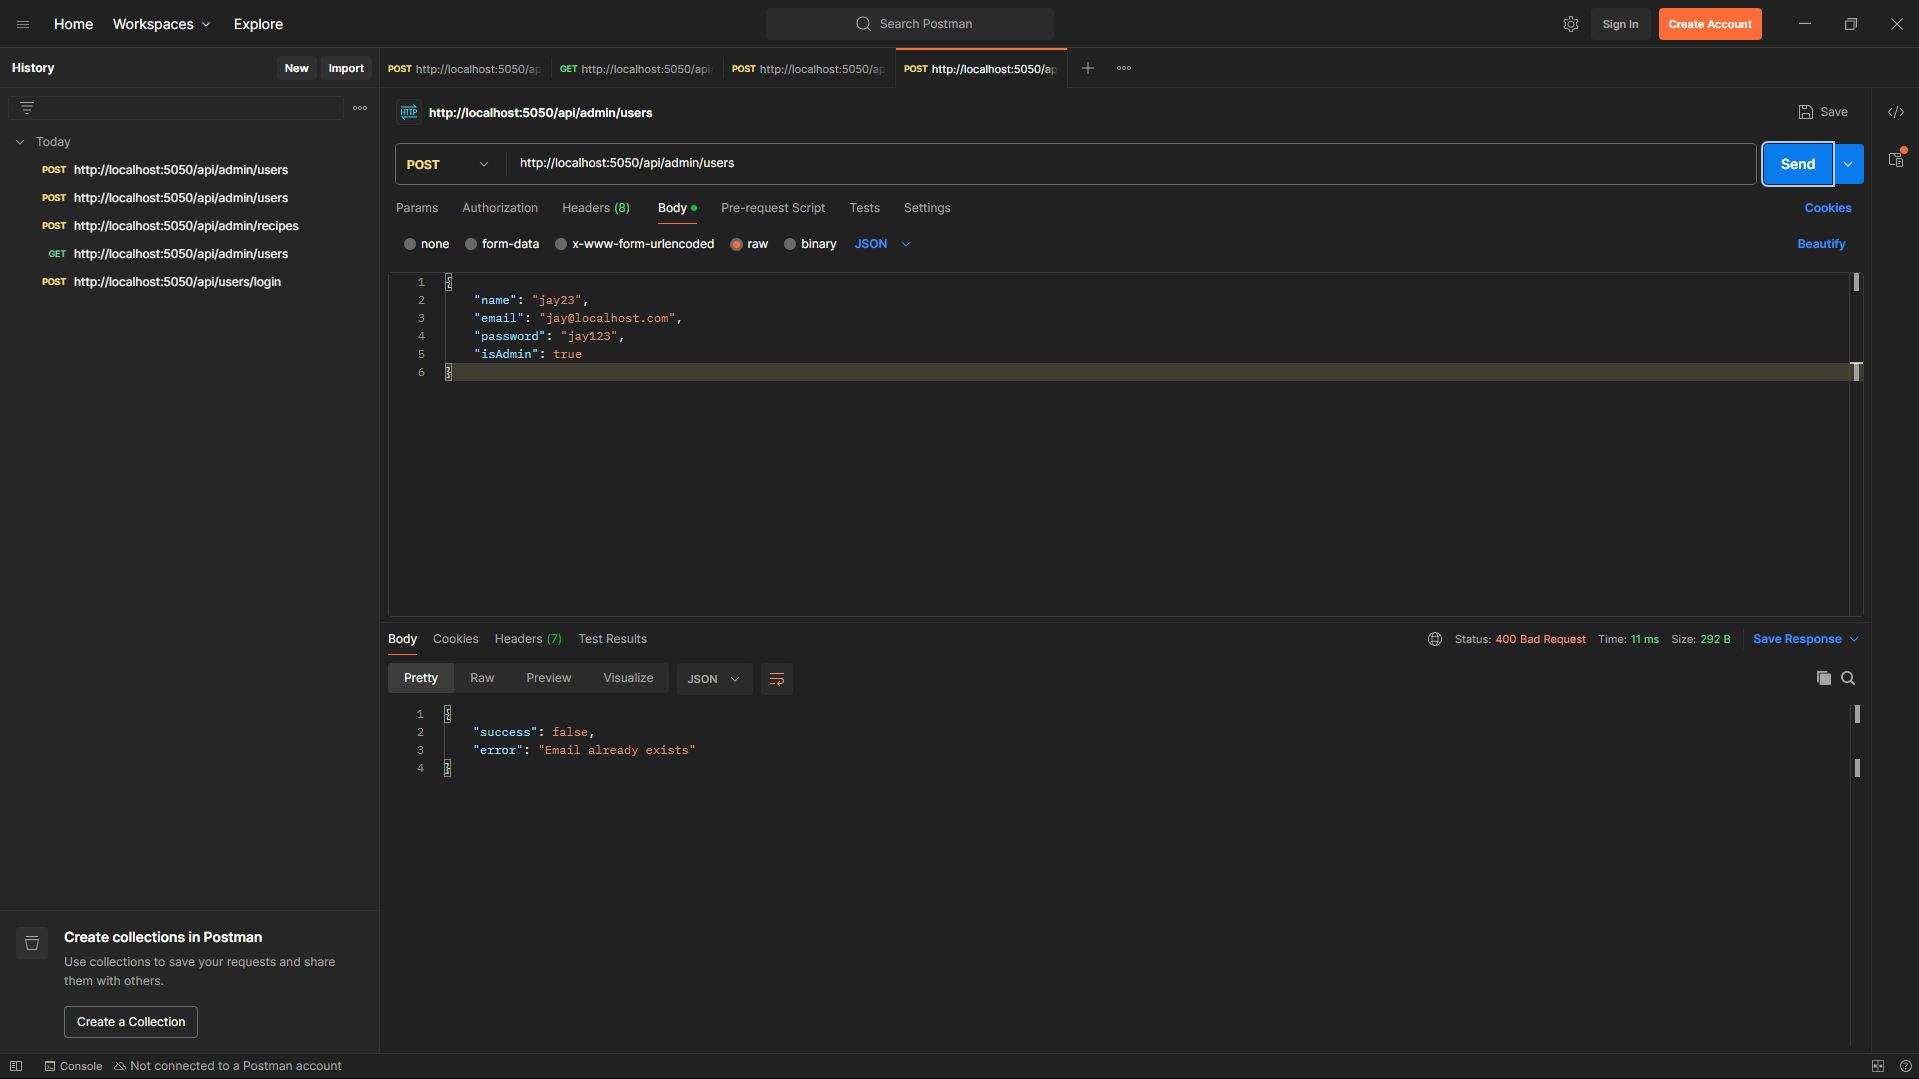 Home Workspaces Explore Search Postman Sign In Create Account
History New Import
POST http://localhost:5050/ap GET http://localhost:5050/api POST http://localhost:5050/ap POST http://localhost:5050/ap
HTTP http://localhost:5050/api/admin/users Save
Today
POST http://localhost:5050/api/admin/users
POST http://localhost:5050/api/admin/users
POST http://localhost:5050/api/admin/recipes
GET http://localhost:5050/api/admin/users
POST http://localhost:5050/api/users/login
POST http://localhost:5050/api/admin/users Send
Params Authorization Headers (8) Body Pre-request Script Tests Settings Cookies
none form-data x-www-form-urlencoded raw binary JSON Beautify
1 {
2 "name": "jay23",
3 "email": "jay@localhost.com",
4 "password": "jay123",
5 "isAdmin": true
6 }
Body Cookies Headers (7) Test Results Status: 400 Bad Request Time: 11 ms Size: 292 B Save Response
Pretty Raw Preview Visualize JSON
1 {
2 "success": false,
3 "error": "Email already exists"
4 }
Create collections in Postman
Use collections to save your requests and share
them with others.
Create a Collection
Console Not connected to a Postman account